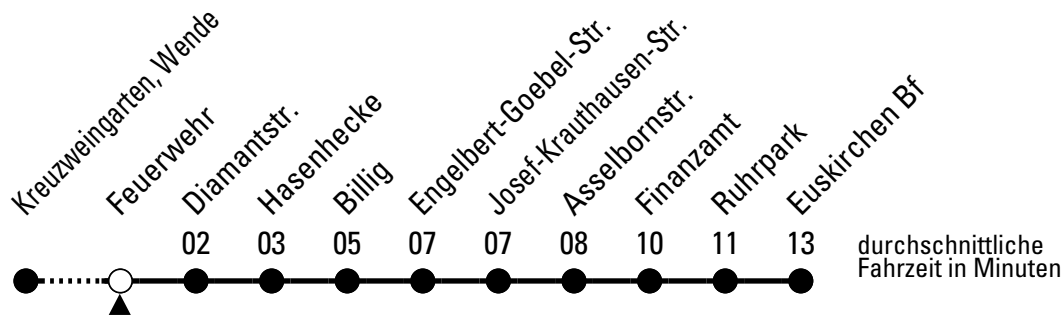 Kreuzweingarten, Wende
Feuerwehr
Diamantstr.
Hasenhecke
Billig
Engelbert-Goebel-Str.
Josef-Krauthausen-Str.
Asselbornstr.
Finanzamt
Ruhrpark
Euskirchen Bf
02 03 05 07 07 08 10 11 13
durchschnittliche
Fahrzeit in Minuten